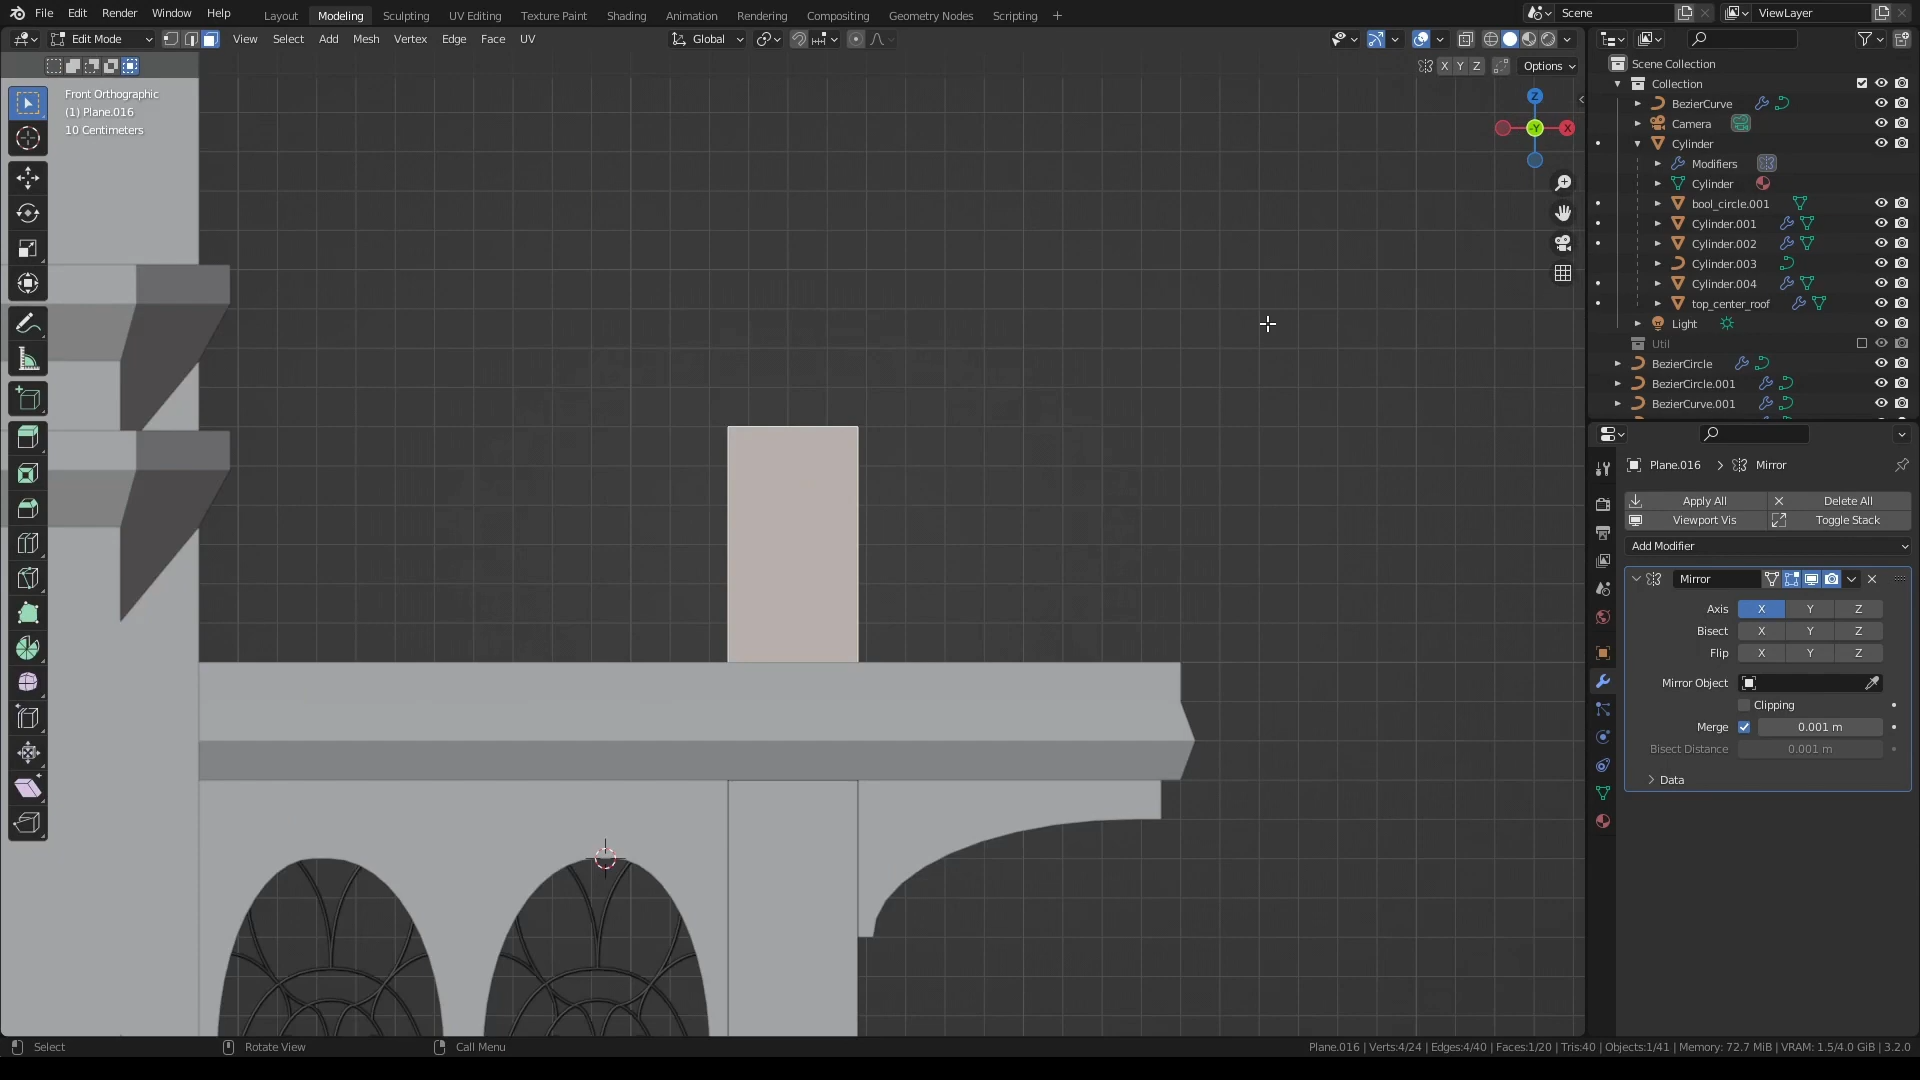 File Edit Render Window Help Layout Modeling Sculpting UV Editing Texture Paint Shading Animation Rendering Compositing Geometry Nodes Scripting + Scene ViewLayer
Edit Mode View Select Add Mesh Vertex Edge Face UV Global
X Y Z Options
Front Orthographic
(1) Plane.016
10 Centimeters
Z
-Y X
Scene Collection
Collection
BezierCurve
Camera
Cylinder
Modifiers
Cylinder
bool_circle.001
Cylinder.001
Cylinder.002
Cylinder.003
Cylinder.004
top_center_roof
Light
Util
BezierCircle
BezierCircle.001
BezierCurve.001
Plane.016 > Mirror
Apply All Delete All
Viewport Vis Toggle Stack
Add Modifier
Mirror
Axis X Y Z
Bisect X Y Z
Flip X Y Z
Mirror Object
Clipping
Merge 0.001 m
Bisect Distance 0.001 m
Data
Select Rotate View Call Menu Plane.016 | Verts:4/24 | Edges:4/40 | Faces:1/20 | Tris:40 | Objects:1/41 | Memory: 72.7 MiB | VRAM: 1.5/4.0 GiB | 3.2.0